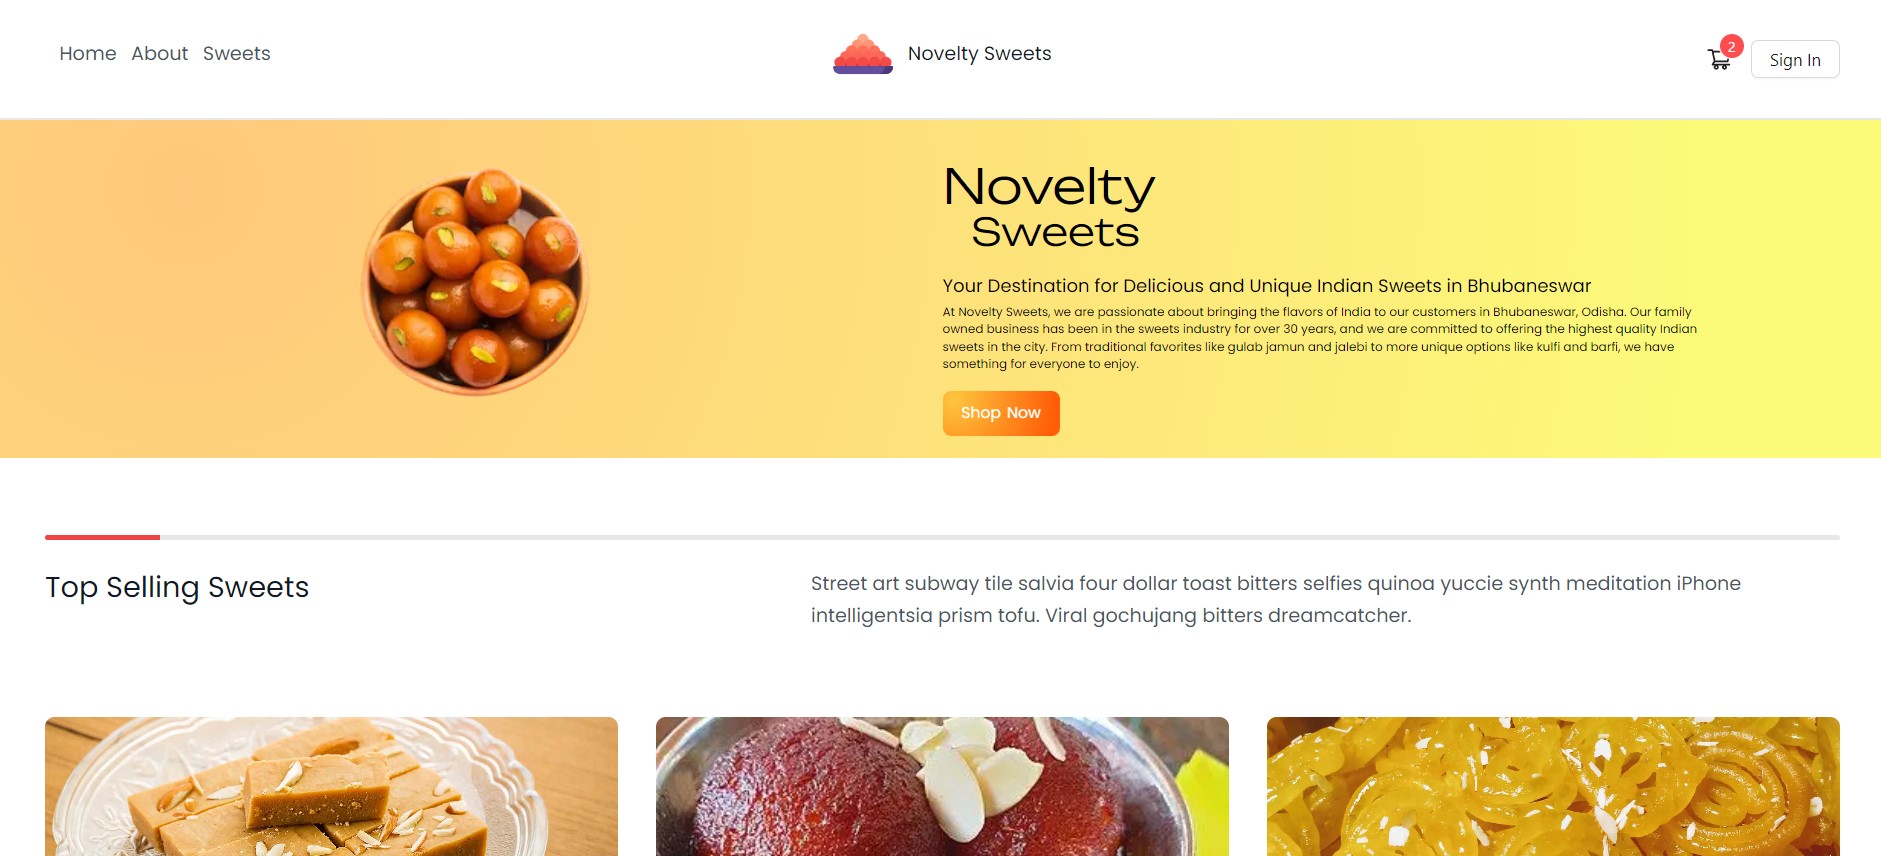 Home About Sweets
Novelty Sweets
2
Sign In
Novelty
Sweets
Your Destination for Delicious and Unique Indian Sweets in Bhubaneswar
At Novelty Sweets, we are passionate about bringing the flavors of India to our customers in Bhubaneswar, Odisha. Our family
owned business has been in the sweets industry for over 30 years, and we are committed to offering the highest quality Indian
sweets in the city. From traditional favorites like gulab jamun and jalebi to more unique options like kulfi and barfi, we have
something for everyone to enjoy.
Shop Now
Top Selling Sweets
Street art subway tile salvia four dollar toast bitters selfies quinoa yuccie synth meditation iPhone
intelligentsia prism tofu. Viral gochujang bitters dreamcatcher.